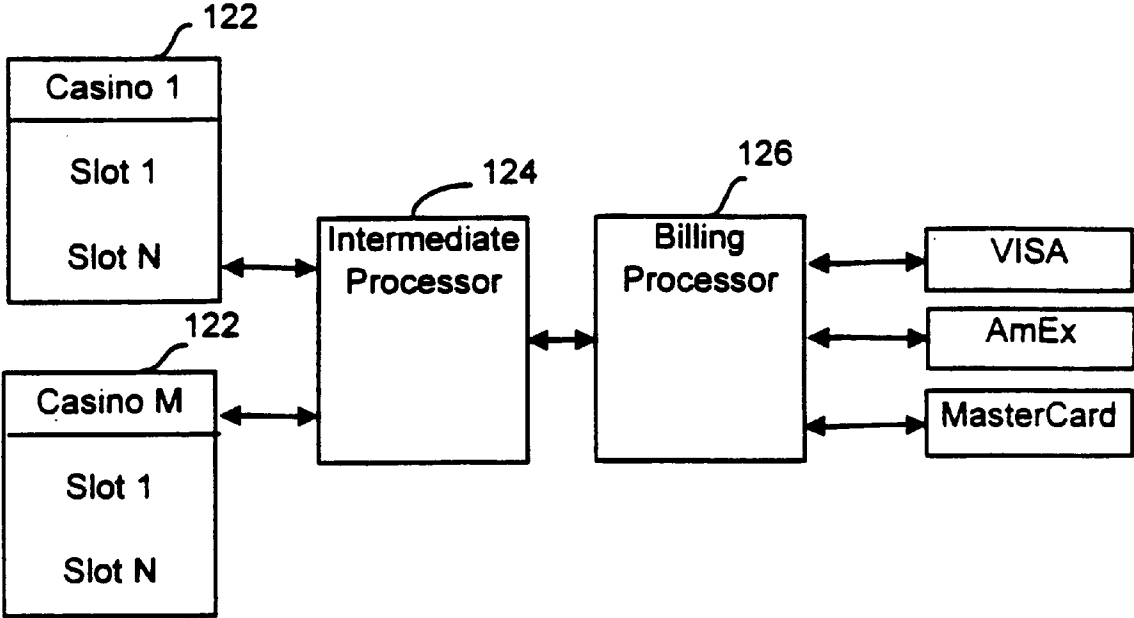 122
Casino 1
Slot 1
Slot N
122
Casino M
Slot 1
Slot N
124
Intermediate
Processor
126
Billing
Processor
VISA
AmEx
MasterCard